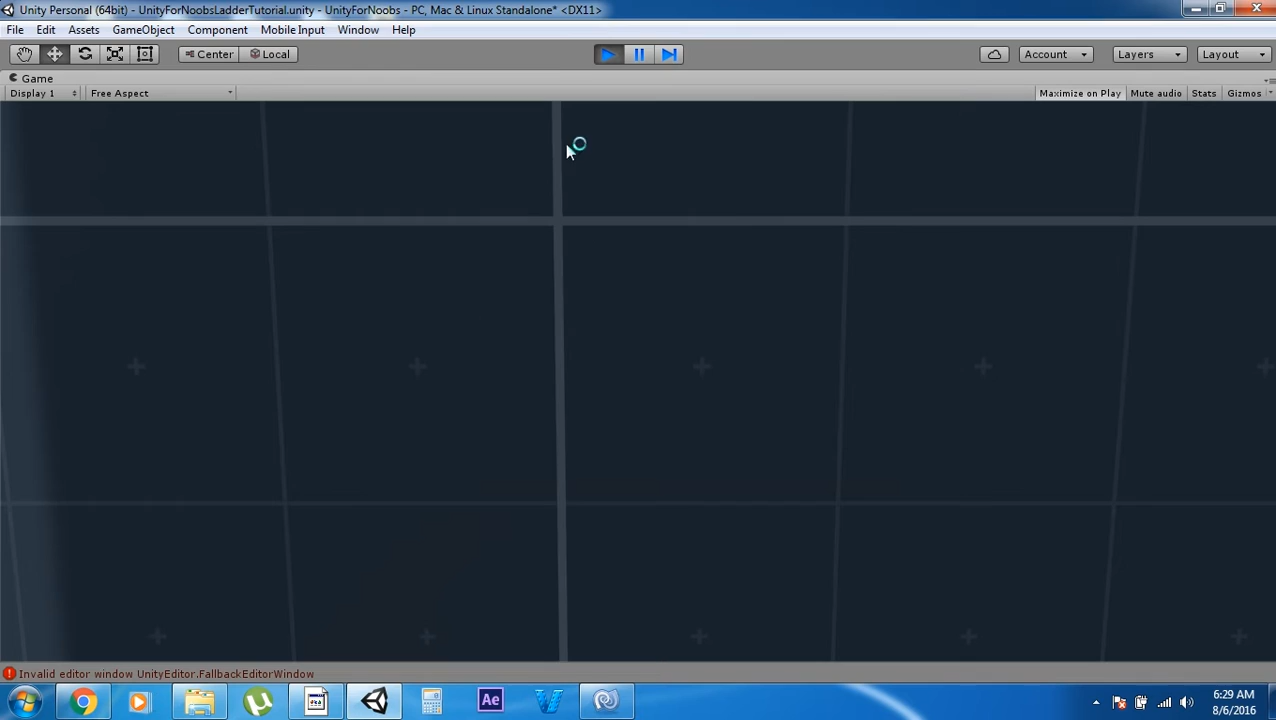 Unity Personal (64bit) - UnityForNoobsLadderTutorial.unity - UnityForNoobs - PC, Mac & Linux Standalone* <DX11>
File Edit Assets GameObject Component Mobile Input Window Help
Center Local Account Layers Layout
Game
Display 1 Free Aspect Maximize on Play Mute audio Stats Gizmos
Invalid editor window UnityEditor.FallbackEditorWindow
Ae
6:29 AM
8/6/2016